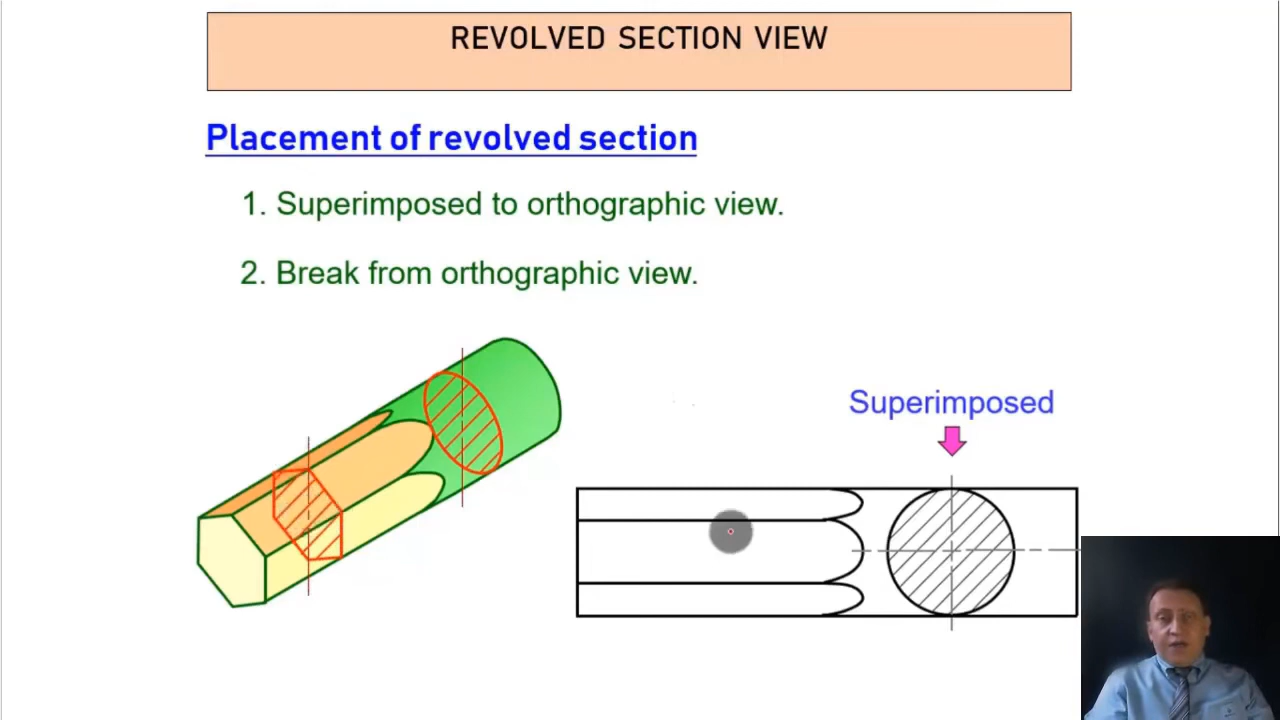 REVOLVED SECTION VIEW
Placement of revolved section
1. Superimposed to orthographic view.
2. Break from orthographic view.
Superimposed